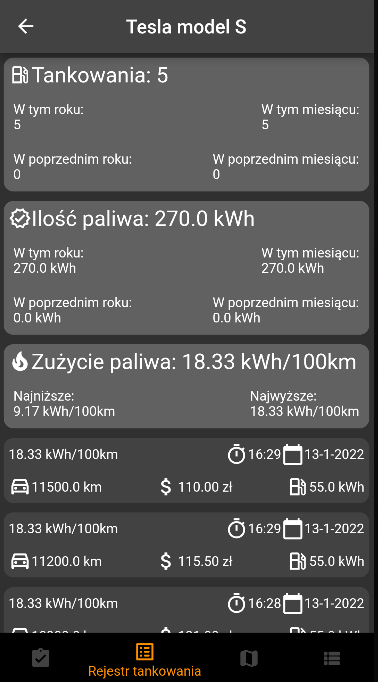 Tesla model S
Tankowania: 5
W tym roku: W tym miesiącu:
5 5
W poprzednim roku: W poprzednim miesiącu:
0 0
Ilość paliwa: 270.0 kWh
W tym roku: W tym miesiącu:
270.0 kWh 270.0 kWh
W poprzednim roku: W poprzednim miesiącu:
0.0 kWh 0.0 kWh
Zużycie paliwa: 18.33 kWh/100km
Najniższe: Najwyższe:
9.17 kWh/100km 18.33 kWh/100km
18.33 kWh/100km 16:29 13-1-2022
11500.0 km $ 110.00 zł 55.0 kWh
18.33 kWh/100km 16:29 13-1-2022
11200.0 km $ 115.50 zł 55.0 kWh
18.33 kWh/100km 16:28 13-1-2022
Rejestr tankowania